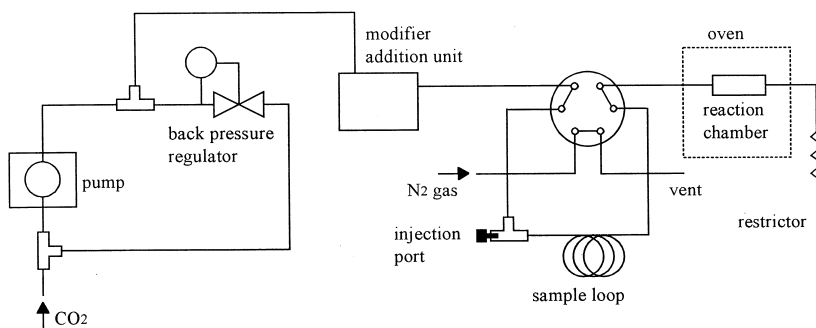 modifier
addition unit
oven
back pressure
regulator
reaction
chamber
pump
N2 gas
vent
injection
port
restrictor
sample loop
CO2